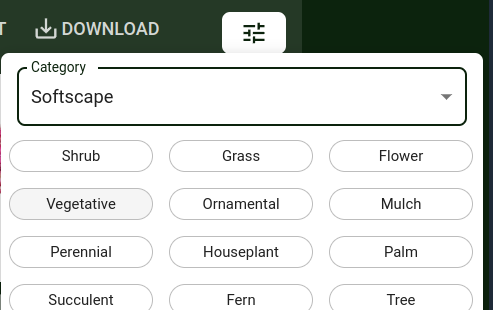 T DOWNLOAD
Category
Softscape
Shrub Grass Flower
Vegetative Ornamental Mulch
Perennial Houseplant Palm
Succulent Fern Tree